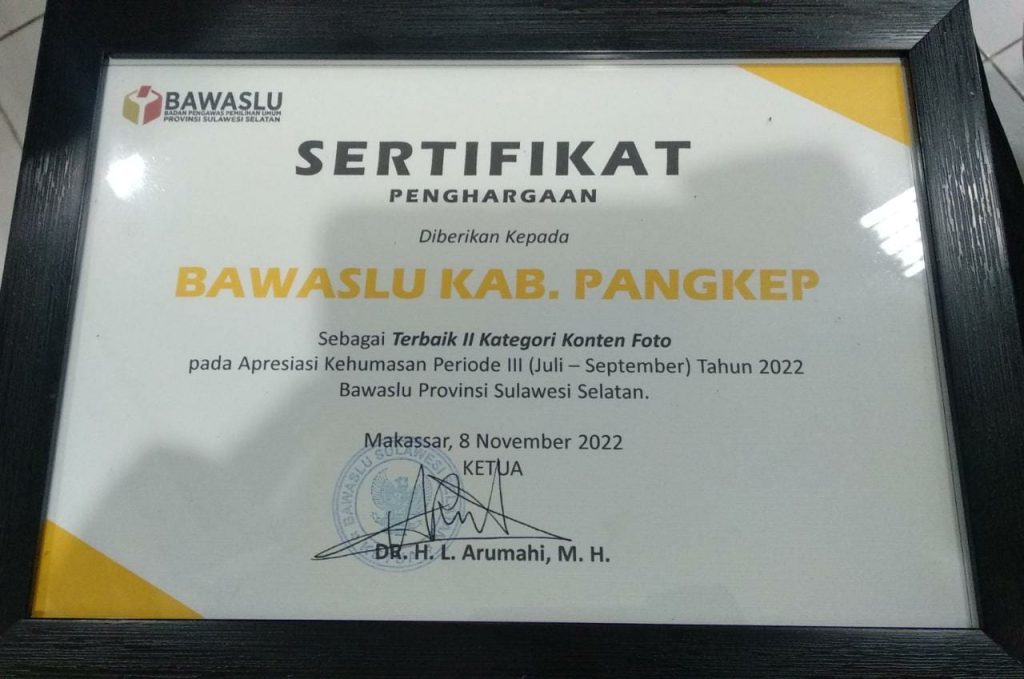 BAWASLU
BADAN PENGAWAS PEMILIHAN UMUM
PROVINSI SULAWESI SELATAN
SERTIFIKAT
PENGHARGAAN
Diberikan Kepada
BAWASLU KAB. PANGKEP
Sebagai Terbaik II Kategori Konten Foto
pada Apresiasi Kehumasan Periode III (Juli – September) Tahun 2022
Bawaslu Provinsi Sulawesi Selatan.
Makassar, 8 November 2022
KETUA
BAWASLU SULAWESI
DR. H. L. Arumahi, M. H.